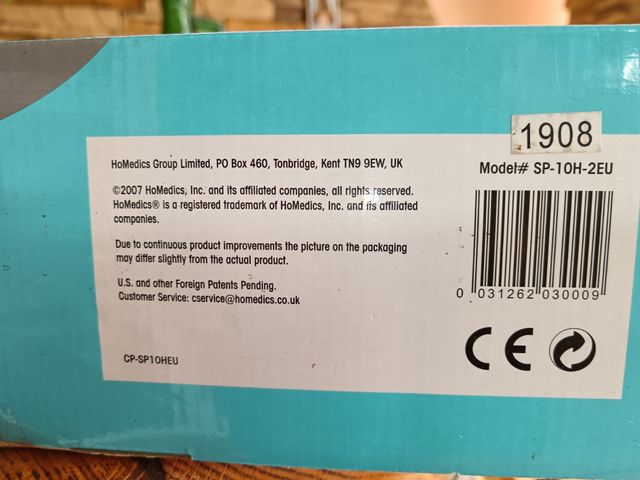 1908
HoMedics Group Limited, PO Box 460, Tonbridge, Kent TN9 9EW, UK
Model# SP-10H-2EU
©2007 HoMedics, Inc. and its affiliated companies, all rights reserved.
HoMedics® is a registered trademark of HoMedics, Inc. and its affiliated
companies.
Due to continuous product improvements the picture on the packaging
may differ slightly from the actual product.
U.S. and other Foreign Patents Pending.
Customer Service: cservice@homedics.co.uk
0 031262 030009
CE
CP-SP10HEU